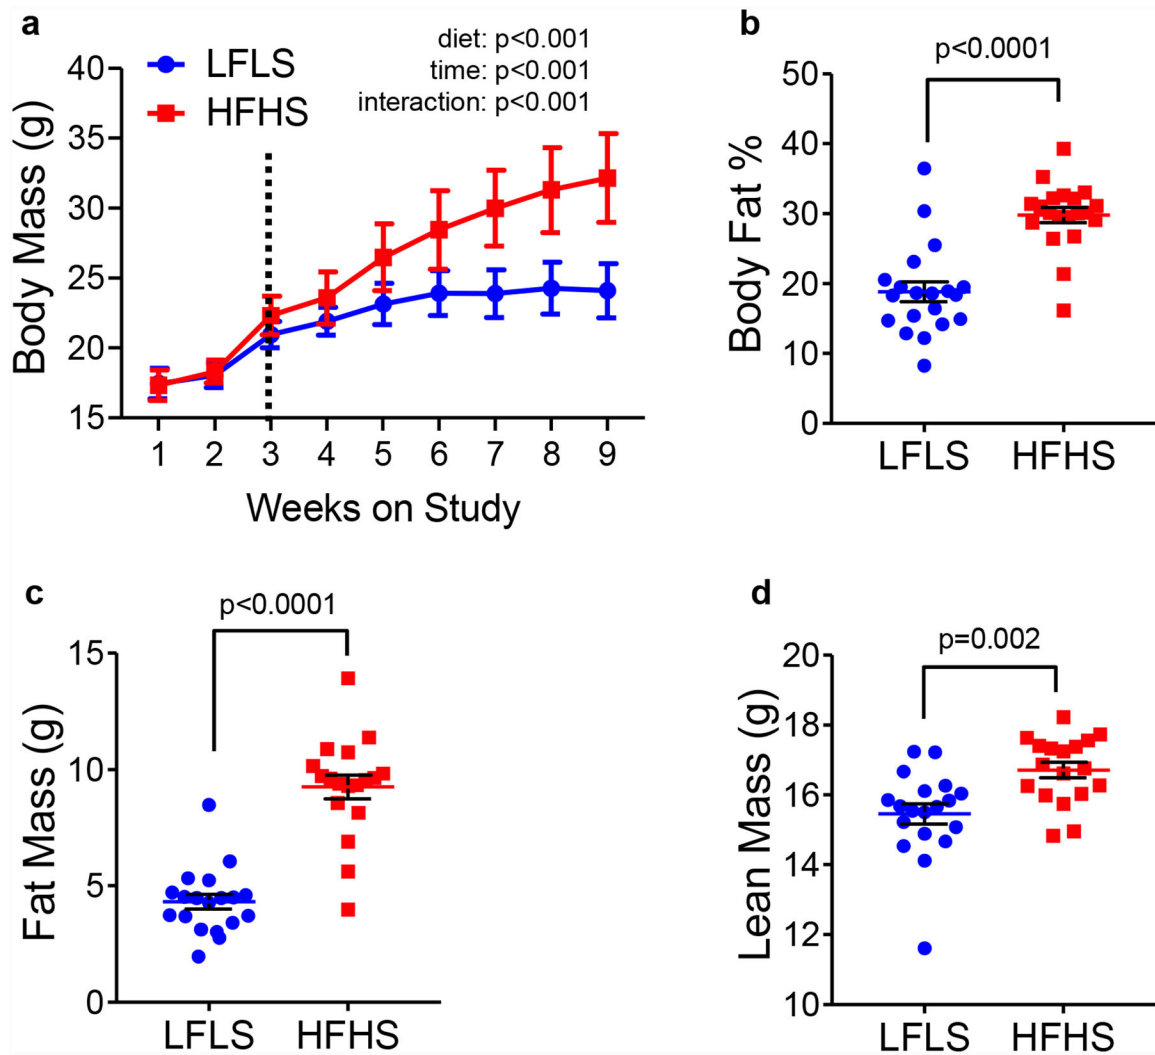 a
LFLS
HFHS
diet: p<0.001
time: p<0.001
interaction: p<0.001
Body Mass (g)
40
35
30
25
20
15
1 2 3 4 5 6 7 8 9
Weeks on Study
b
p<0.0001
Body Fat %
50
40
30
20
10
0
LFLS HFHS
c
p<0.0001
Fat Mass (g)
15
10
5
0
LFLS HFHS
d
p=0.002
Lean Mass (g)
20
18
16
14
12
10
LFLS HFHS